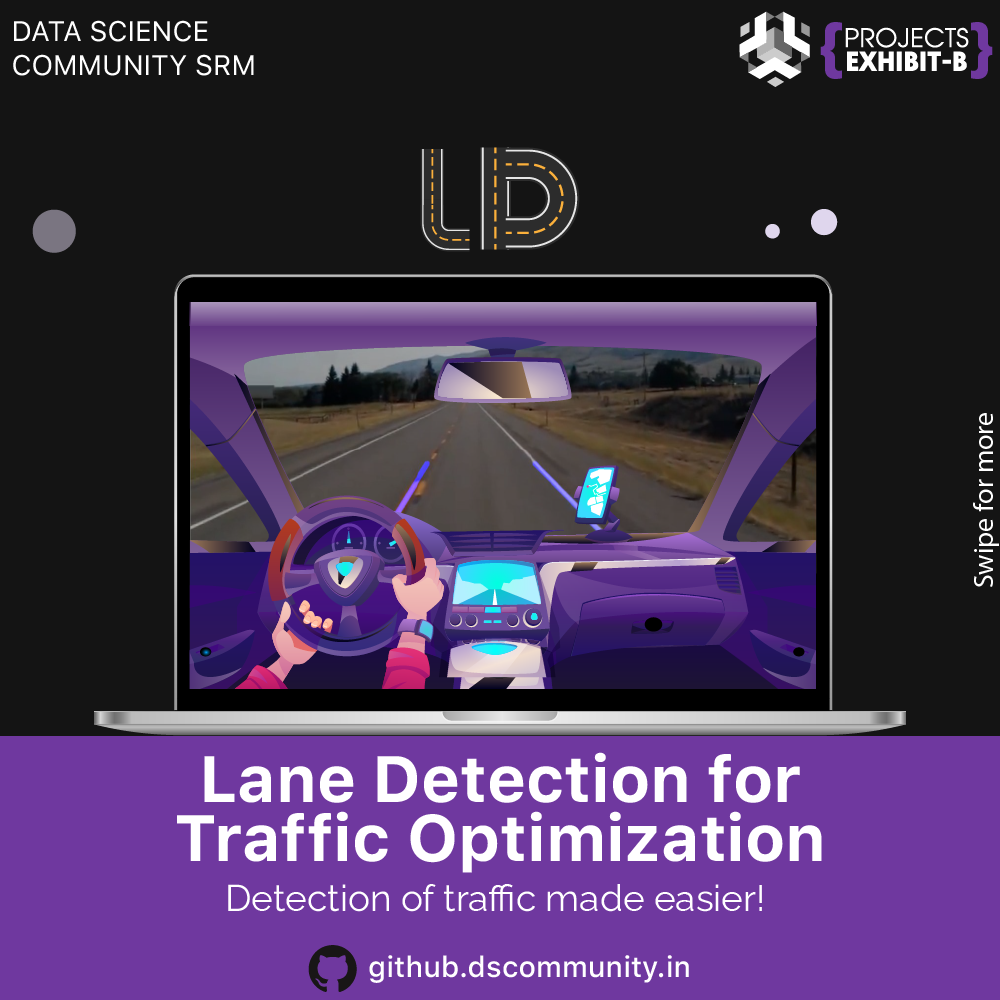 DATA SCIENCE
COMMUNITY SRM
{PROJECTS
EXHIBIT-B}
LD
Swipe for more
Lane Detection for
Traffic Optimization
Detection of traffic made easier!
github.dscommunity.in